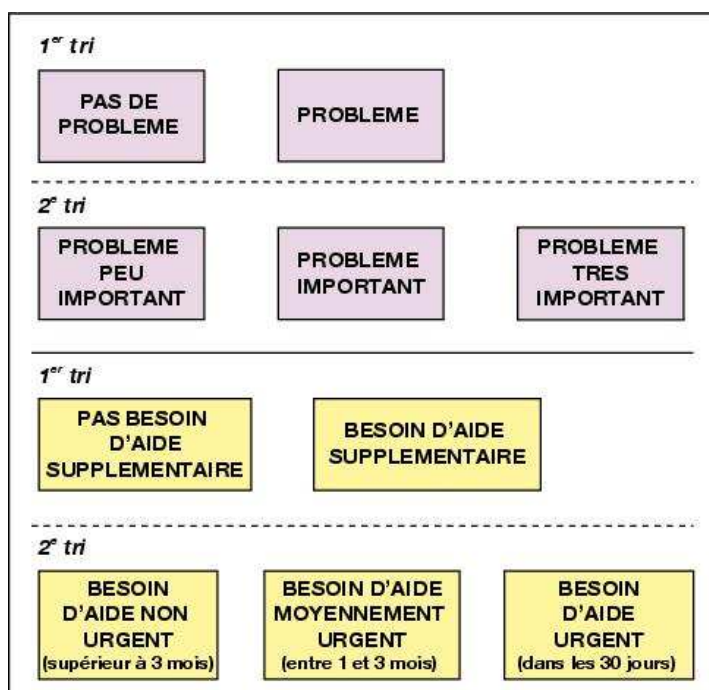 1er tri
PAS DE
PROBLEME
PROBLEME
2e tri
PROBLEME
PEU
IMPORTANT
PROBLEME
IMPORTANT
PROBLEME
TRES
IMPORTANT
1er tri
PAS BESOIN
D'AIDE
SUPPLEMENTAIRE
BESOIN D'AIDE
SUPPLEMENTAIRE
2e tri
BESOIN
D'AIDE NON
URGENT
(supérieur à 3 mois)
BESOIN D'AIDE
MOYENNEMENT
URGENT
(entre 1 et 3 mois)
BESOIN
D'AIDE
URGENT
(dans les 30 jours)